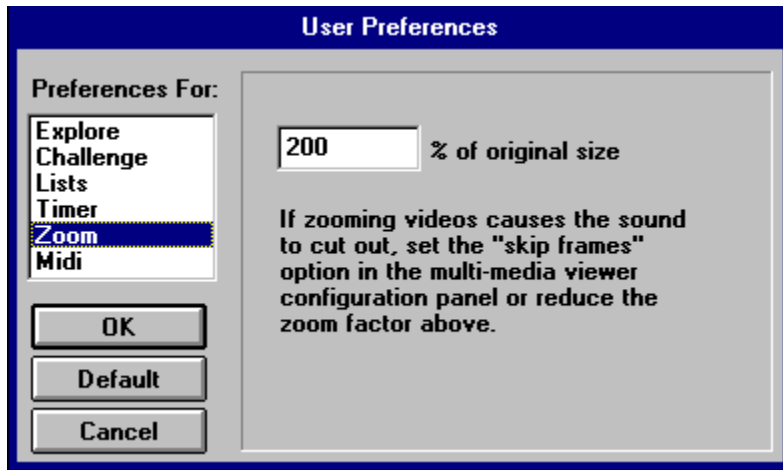 User Preferences
Preferences For:
Explore
Challenge
Lists
Timer
Zoom
Midi
OK
Default
Cancel
200 % of original size
If zooming videos causes the sound
to cut out, set the "skip frames"
option in the multi-media viewer
configuration panel or reduce the
zoom factor above.